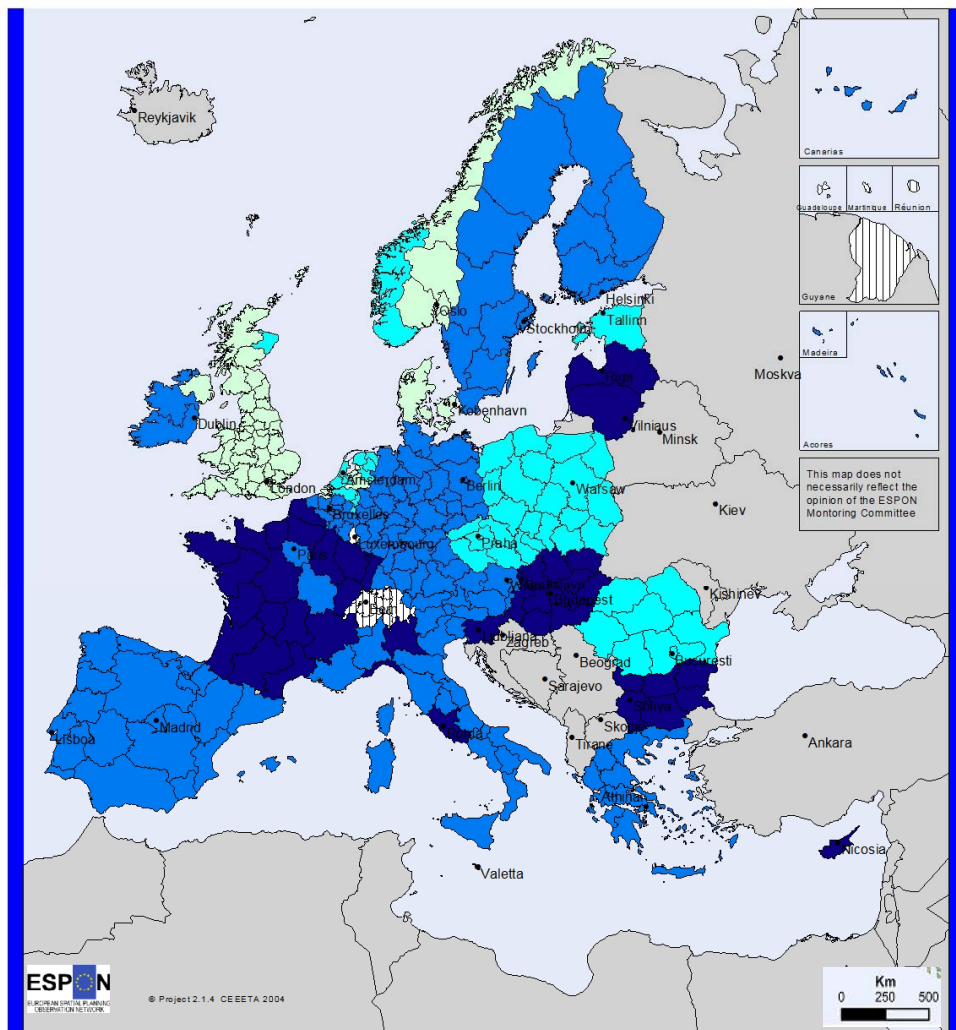 Reykjavik
Canarias
Guadeloupe
Martinique
Réunion
Guyane
Helsinki
Tallinn
Oslo
Stockholm
Madeira
Moskva
Riga
Kobenhavn
Dublin
Vilniaus
Minsk
Acores
This map does not
necessarily reflect the
opinion of the ESPON
Montoring Committee
London
Amsterdam
Berlin
Warsaw
Kiev
Bruxelles
Luxembourg
Praha
Paris
Kishinev
Bern
Budapest
Ljubljana
Zagreb
Beograd
Bucuresti
Sarajevo
Sofiya
Madrid
Lisboa
Roma
Skopje
Tirane
Ankara
Athinai
Nicosia
Valetta
ESPON
EUROPEAN SPATIAL PLANNING
OBSERVATION NETWORK
© Project 2.1.4 CEEETA 2004
Km
0 250 500